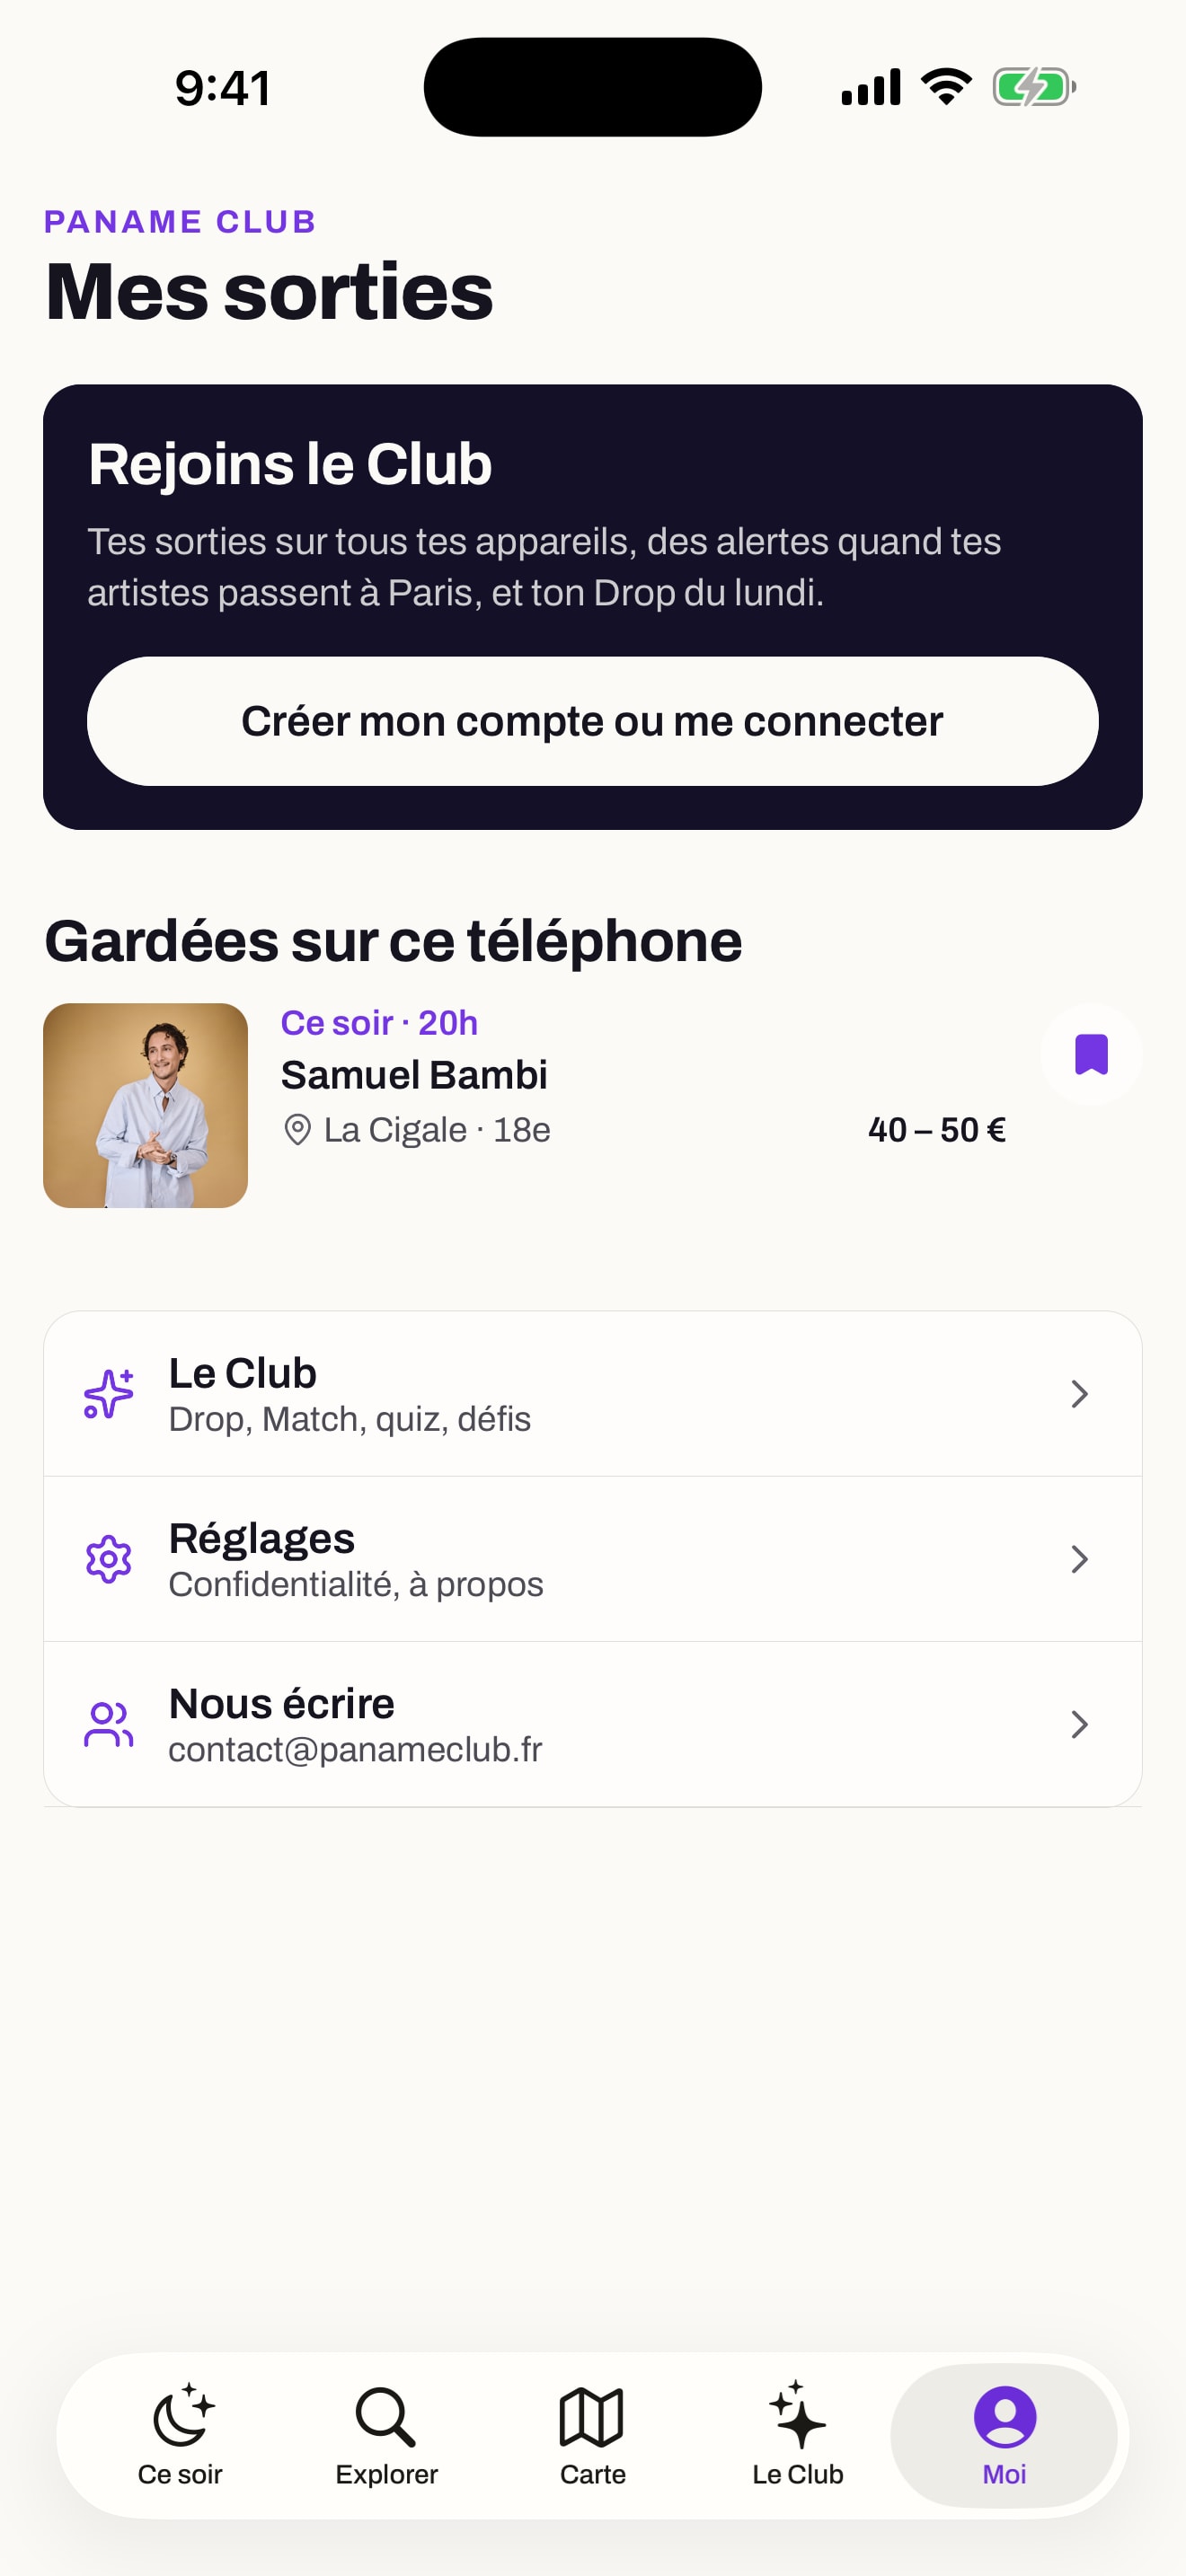 9:41
PANAME CLUB
Mes sorties
Rejoins le Club
Tes sorties sur tous tes appareils, des alertes quand tes
artistes passent à Paris, et ton Drop du lundi.
Créer mon compte ou me connecter
Gardées sur ce téléphone
Ce soir · 20h
Samuel Bambi
La Cigale · 18e
40 – 50 €
Le Club
Drop, Match, quiz, défis
Réglages
Confidentialité, à propos
Nous écrire
contact@panameclub.fr
Ce soir
Explorer
Carte
Le Club
Moi